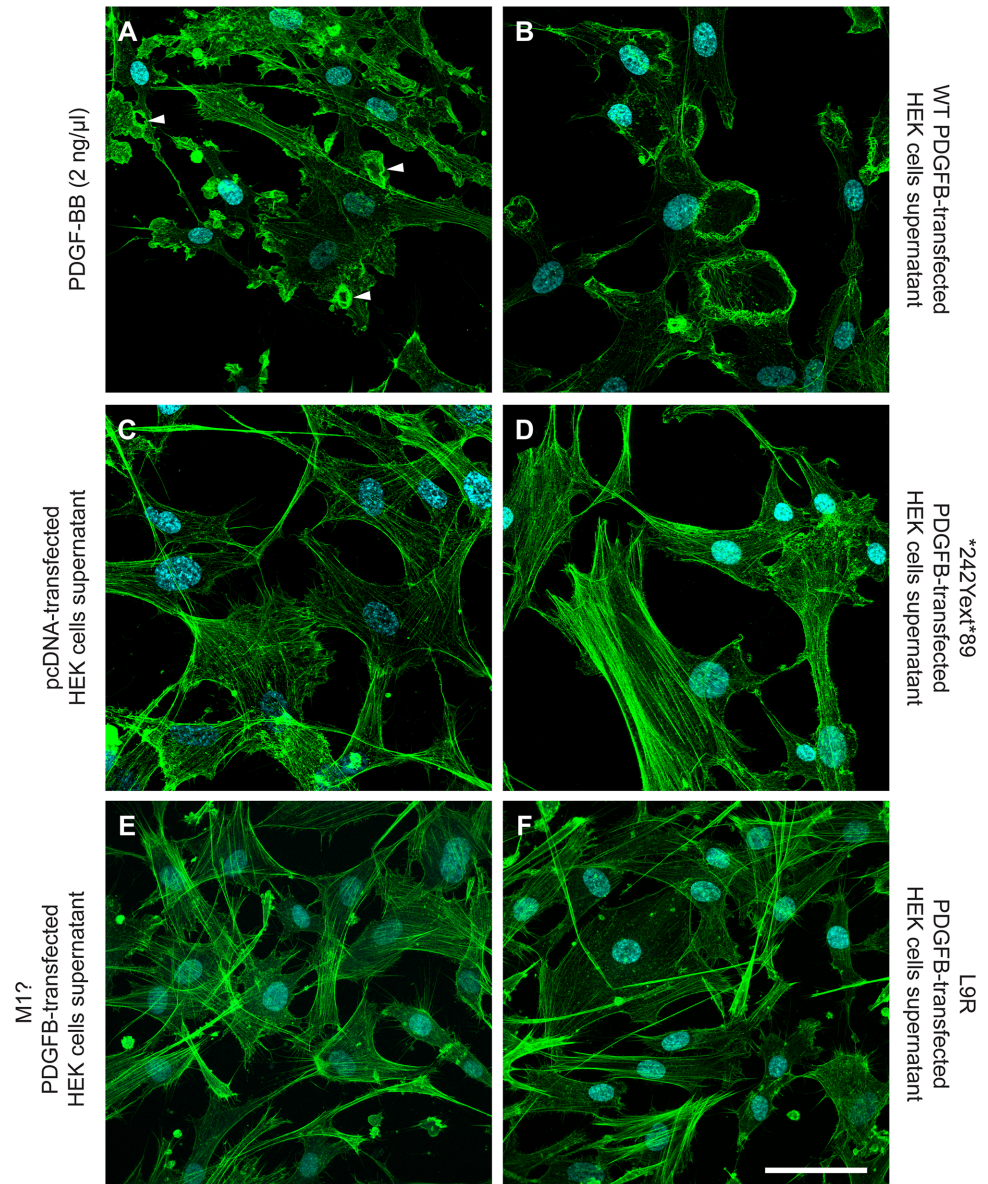 A
PDGF-BB (2 ng/µl)
B
WT PDGFB-transfected
HEK cells supernatant
C
pcDNA-transfected
HEK cells supernatant
D
*242Yext*89
PDGFB-transfected
HEK cells supernatant
E
M1?
PDGFB-transfected
HEK cells supernatant
F
L9R
PDGFB-transfected
HEK cells supernatant